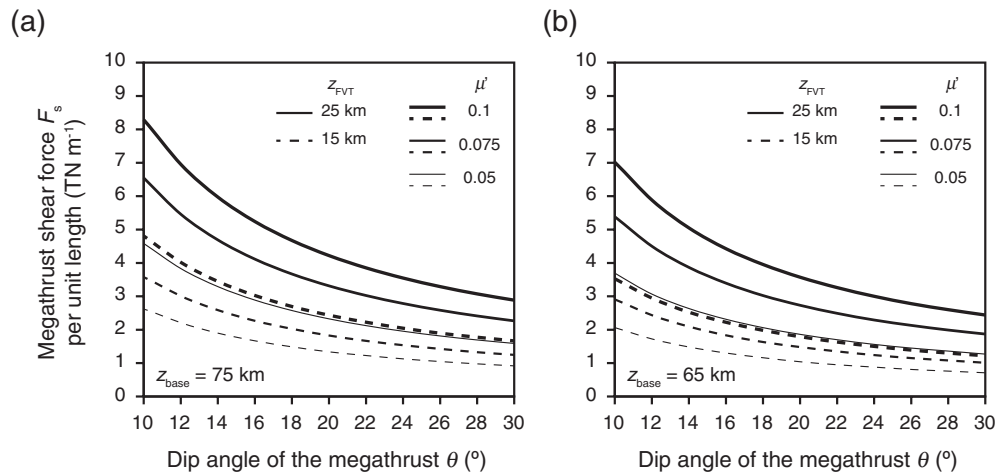 (a)
Megathrust shear force Fₛ
per unit length (TN m⁻¹)
10
9
8
7
6
5
4
3
2
1
0
z_FVT
25 km
15 km
μ'
0.1
0.075
0.05
z_base = 75 km
10 12 14 16 18 20 22 24 26 28 30
Dip angle of the megathrust θ (º)
(b)
10
9
8
7
6
5
4
3
2
1
0
z_FVT
25 km
15 km
μ'
0.1
0.075
0.05
z_base = 65 km
10 12 14 16 18 20 22 24 26 28 30
Dip angle of the megathrust θ (º)